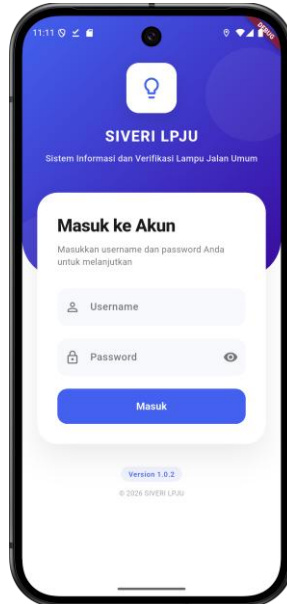 11:11
DEBUG
SIVERI LPJU
Sistem Informasi dan Verifikasi Lampu Jalan Umum
Masuk ke Akun
Masukkan username dan password Anda
untuk melanjutkan
Username
Password
Masuk
Version 1.0.2
© 2026 SIVERI LPJU